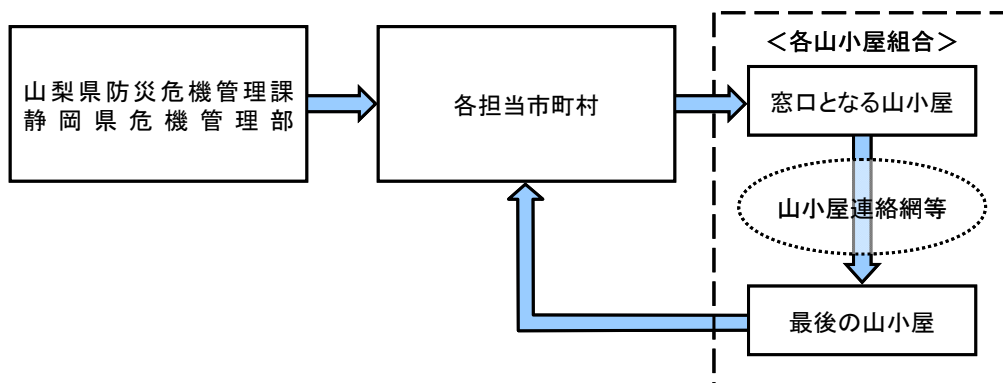 山梨県防災危機管理課
静岡県危機管理部
各担当市町村
＜各山小屋組合＞
窓口となる山小屋
山小屋連絡網等
最後の山小屋